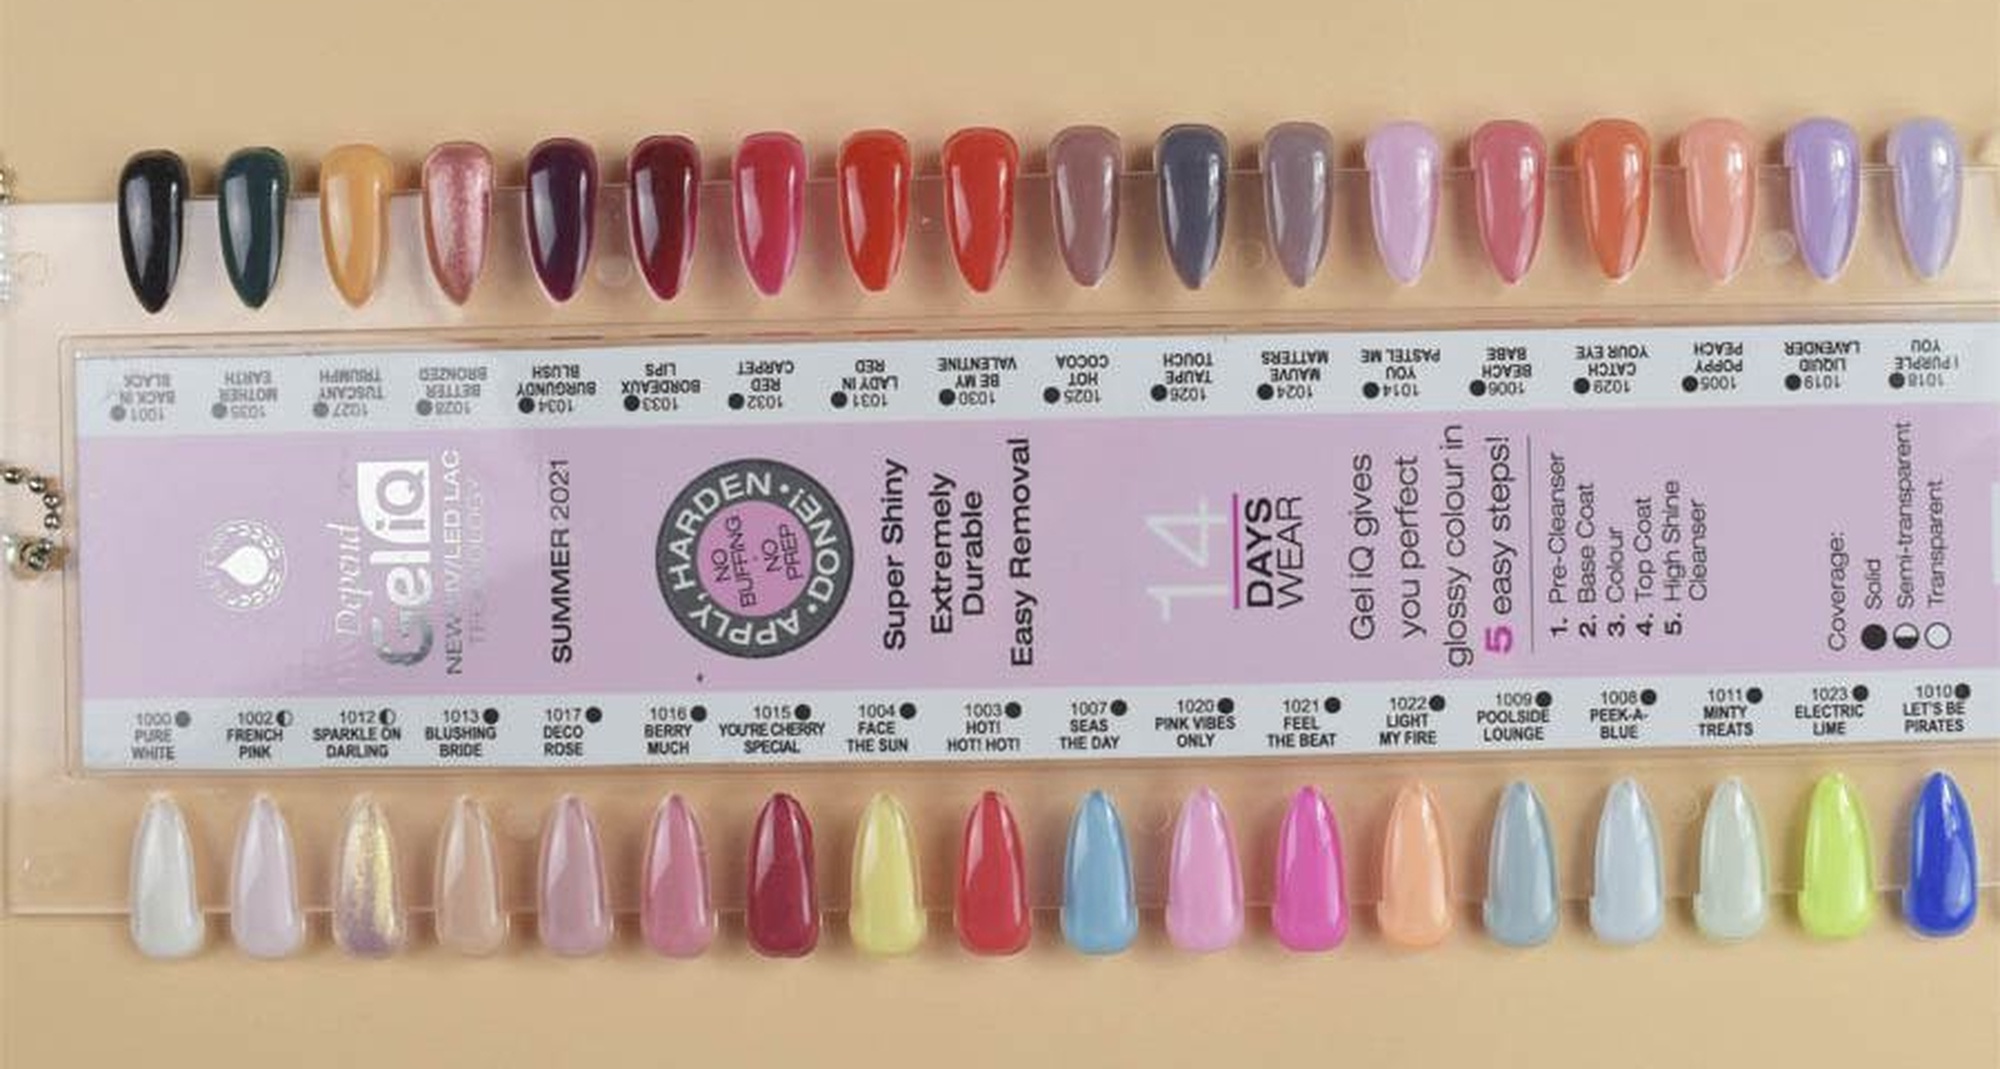 1001
BACK IN
BLACK
1035
MOTHER
EARTH
1027
TUSCANY
TRIUMPH
1028
BETTER
BRONZED
1034
BURGUNDY
BLUSH
1033
BORDEAUX
LIPS
1032
RED
CARPET
1031
LADY IN
RED
1030
BE MY
VALENTINE
1025
HOT
COCOA
1026
TAUPE
TOUCH
1024
MAUVE
MATTERS
1014
YOU
PASTEL ME
1006
BEACH
BABE
1029
CATCH
YOUR EYE
1005
POPPY
PEACH
1019
LIQUID
LAVENDER
1018
I PURPLE
YOU
Depend
Gel iQ
NEW UV/LED LAC
TECHNOLOGY
SUMMER 2021
APPLY, HARDEN • DONE! •
NO
BUFFING
•
NO
PREP
Super Shiny
Extremely
Durable
Easy Removal
14
DAYS
WEAR
Gel iQ gives
you perfect
glossy colour in
5 easy steps!
1. Pre-Cleanser
2. Base Coat
3. Colour
4. Top Coat
5. High Shine
Cleanser
Coverage:
Solid
Semi-transparent
Transparent
1000
PURE
WHITE
1002
FRENCH
PINK
1012
SPARKLE ON
DARLING
1013
BLUSHING
BRIDE
1017
DECO
ROSE
1016
BERRY
MUCH
1015
YOU'RE CHERRY
SPECIAL
1004
FACE
THE SUN
1003
HOT!
HOT! HOT!
1007
SEAS
THE DAY
1020
PINK VIBES
ONLY
1021
FEEL
THE BEAT
1022
LIGHT
MY FIRE
1009
POOLSIDE
LOUNGE
1008
PEEK-A-
BLUE
1011
MINTY
TREATS
1023
ELECTRIC
LIME
1010
LET'S BE
PIRATES